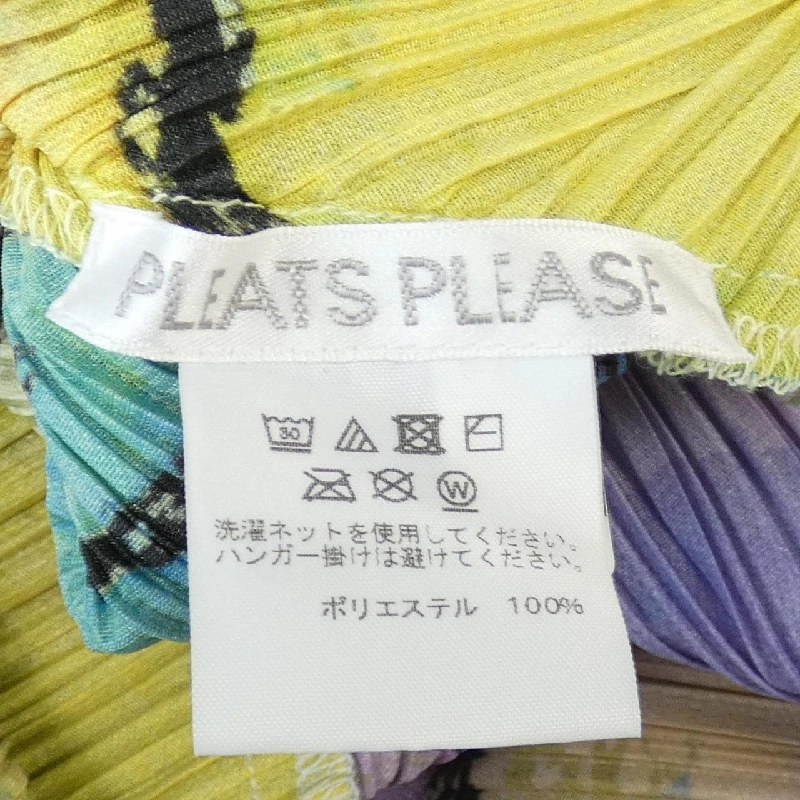 PLEATS PLEASE
30
W
洗濯ネットを使用してください。
ハンガー掛けは避けてください。
ポリエステル 100%